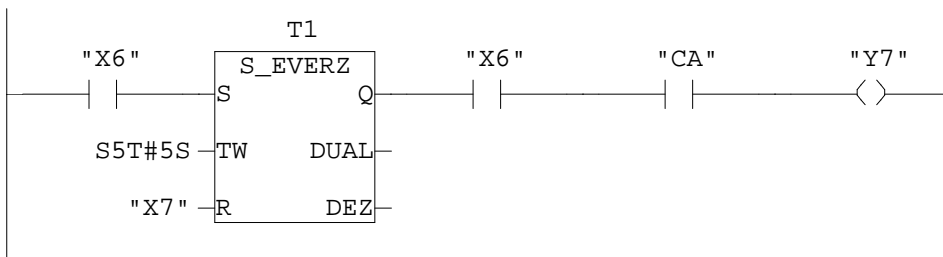 T1
"X6" S_EVERZ "X6" "CA" "Y7"
S Q
S5T#5S TW DUAL
"X7" R DEZ